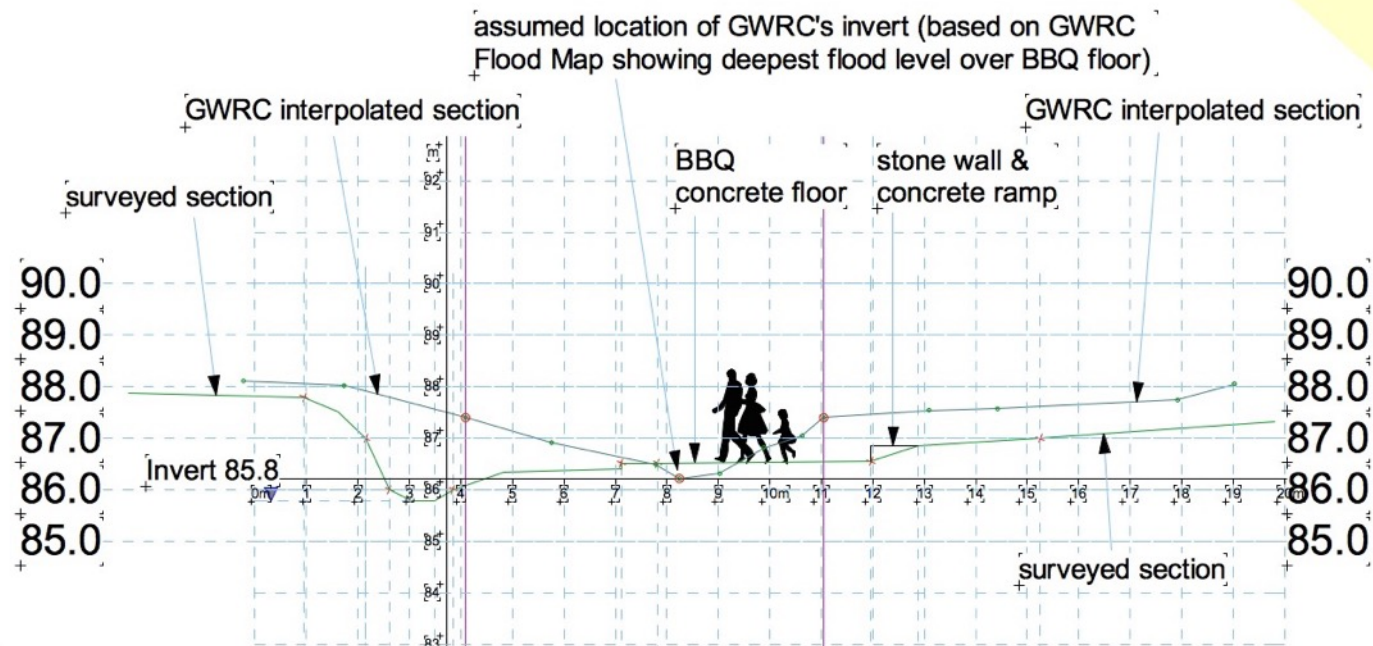 assumed location of GWRC's invert (based on GWRC
Flood Map showing deepest flood level over BBQ floor)
GWRC interpolated section
GWRC interpolated section
surveyed section
BBQ
concrete floor
stone wall &
concrete ramp
m
92
91
90
89
88
87
86
85
84
83
90.0
89.0
88.0
87.0
86.0
85.0
90.0
89.0
88.0
87.0
86.0
85.0
Invert 85.8
0m 1 2 3 4 5 6 7 8 9 10m 11 12 13 14 15 16 17 18 19 20m
surveyed section